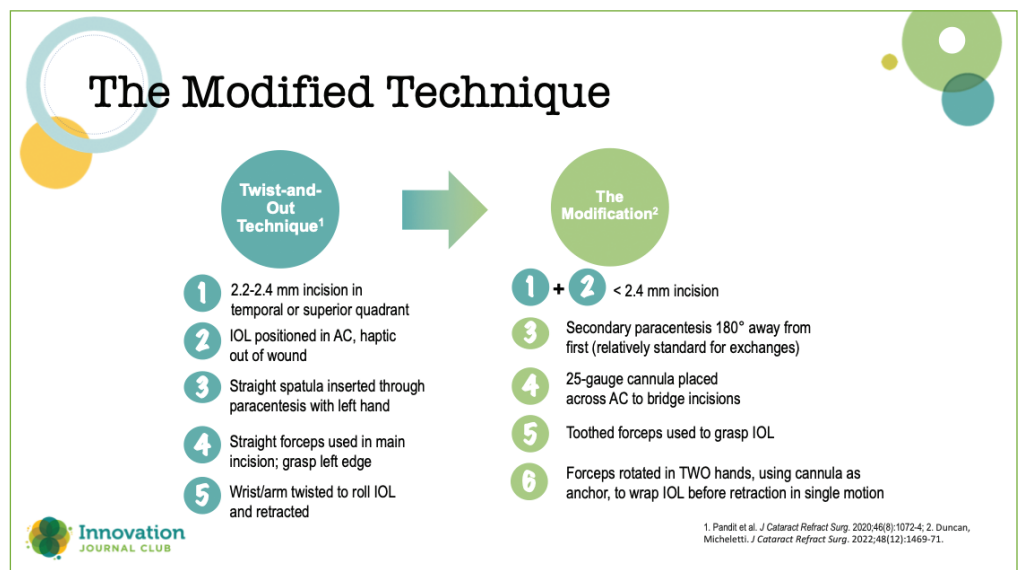 The Modified Technique
Twist-and-
Out
Technique1
The
Modification2
1 2.2-2.4 mm incision in
temporal or superior quadrant
2 IOL positioned in AC, haptic
out of wound
3 Straight spatula inserted through
paracentesis with left hand
4 Straight forceps used in main
incision; grasp left edge
5 Wrist/arm twisted to roll IOL
and retracted
1 + 2 < 2.4 mm incision
3 Secondary paracentesis 180° away from
first (relatively standard for exchanges)
4 25-gauge cannula placed
across AC to bridge incisions
5 Toothed forceps used to grasp IOL
6 Forceps rotated in TWO hands, using cannula as
anchor, to wrap IOL before retraction in single motion
Innovation
JOURNAL CLUB
1. Pandit et al. J Cataract Refract Surg. 2020;46(8):1072-4; 2. Duncan,
Micheletti. J Cataract Refract Surg. 2022;48(12):1469-71.